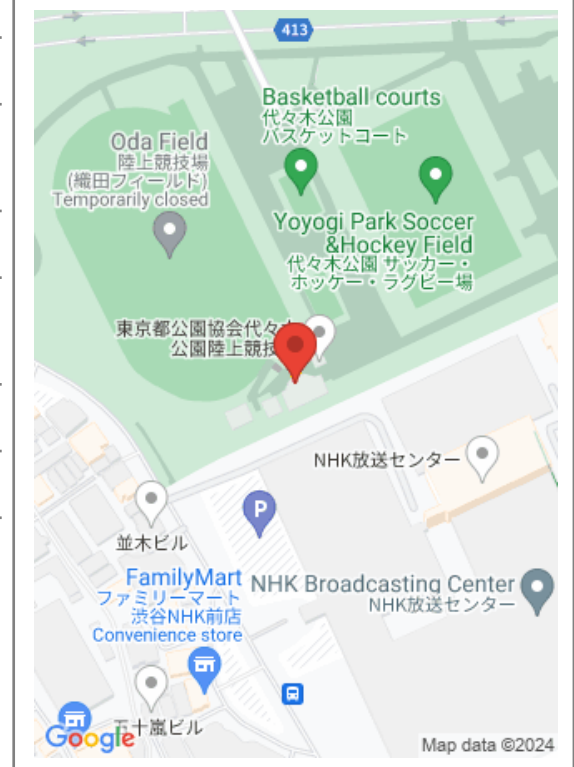 413
Basketball courts
代々木公園
バスケットコート
Oda Field
陸上競技場
(織田フィールド)
Temporarily closed
Yoyogi Park Soccer
&Hockey Field
代々木公園 サッカー・
ホッケー・ラグビー場
東京都公園協会代々木
公園陸上競技
NHK放送センター
P
並木ビル
FamilyMart
ファミリーマート
渋谷NHK前店
Convenience store
NHK Broadcasting Center
NHK放送センター
五十嵐ビル
Google
Map data ©2024